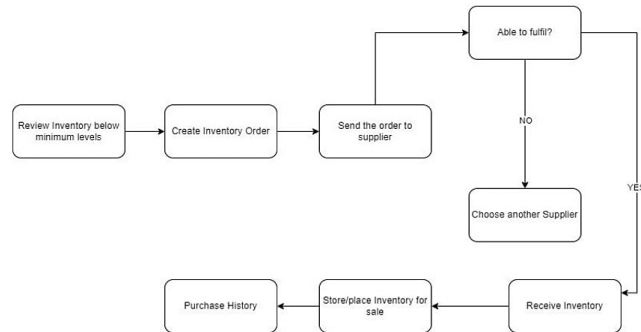 Able to fulfil?
Review Inventory below
minimum levels
Create Inventory Order
Send the order to
supplier
NO
YES
Choose another Supplier
Purchase History
Store/place Inventory for
sale
Receive Inventory